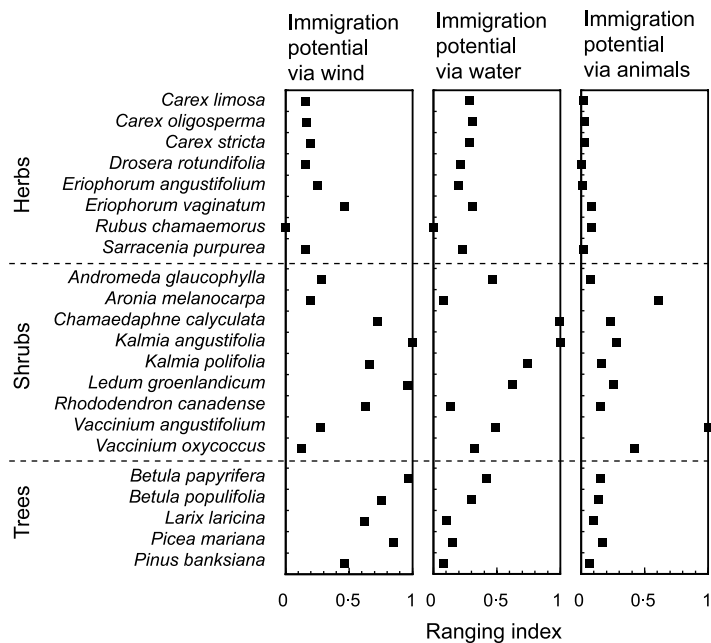 Immigration
potential
via wind
Immigration
potential
via water
Immigration
potential
via animals
Herbs
Carex limosa
Carex oligosperma
Carex stricta
Drosera rotundifolia
Eriophorum angustifolium
Eriophorum vaginatum
Rubus chamaemorus
Sarracenia purpurea
Shrubs
Andromeda glaucophylla
Aronia melanocarpa
Chamaedaphne calyculata
Kalmia angustifolia
Kalmia polifolia
Ledum groenlandicum
Rhododendron canadense
Vaccinium angustifolium
Vaccinium oxycoccus
Trees
Betula papyrifera
Betula populifolia
Larix laricina
Picea mariana
Pinus banksiana
0 0·5 1 0 0·5 1 0 0·5 1
Ranging index